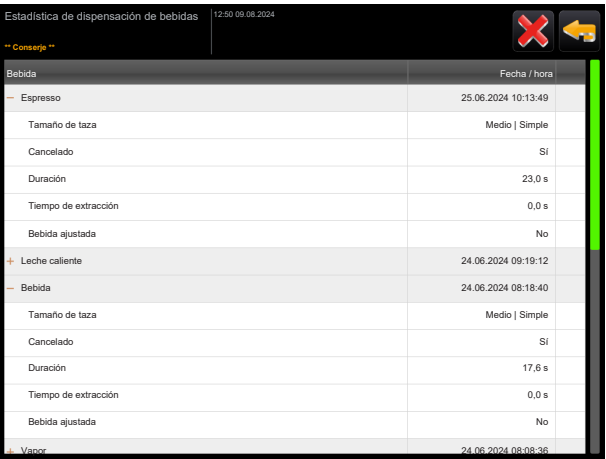 Estadística de dispensación de bebidas 12:50 09.08.2024
** Conserje **
Bebida Fecha / hora
− Espresso 25.06.2024 10:13:49
Tamaño de taza Medio | Simple
Cancelado Sí
Duración 23,0 s
Tiempo de extracción 0,0 s
Bebida ajustada No
+ Leche caliente 24.06.2024 09:19:12
− Bebida 24.06.2024 08:18:40
Tamaño de taza Medio | Simple
Cancelado Sí
Duración 17,6 s
Tiempo de extracción 0,0 s
Bebida ajustada No
+ Vapor 24.06.2024 08:08:36